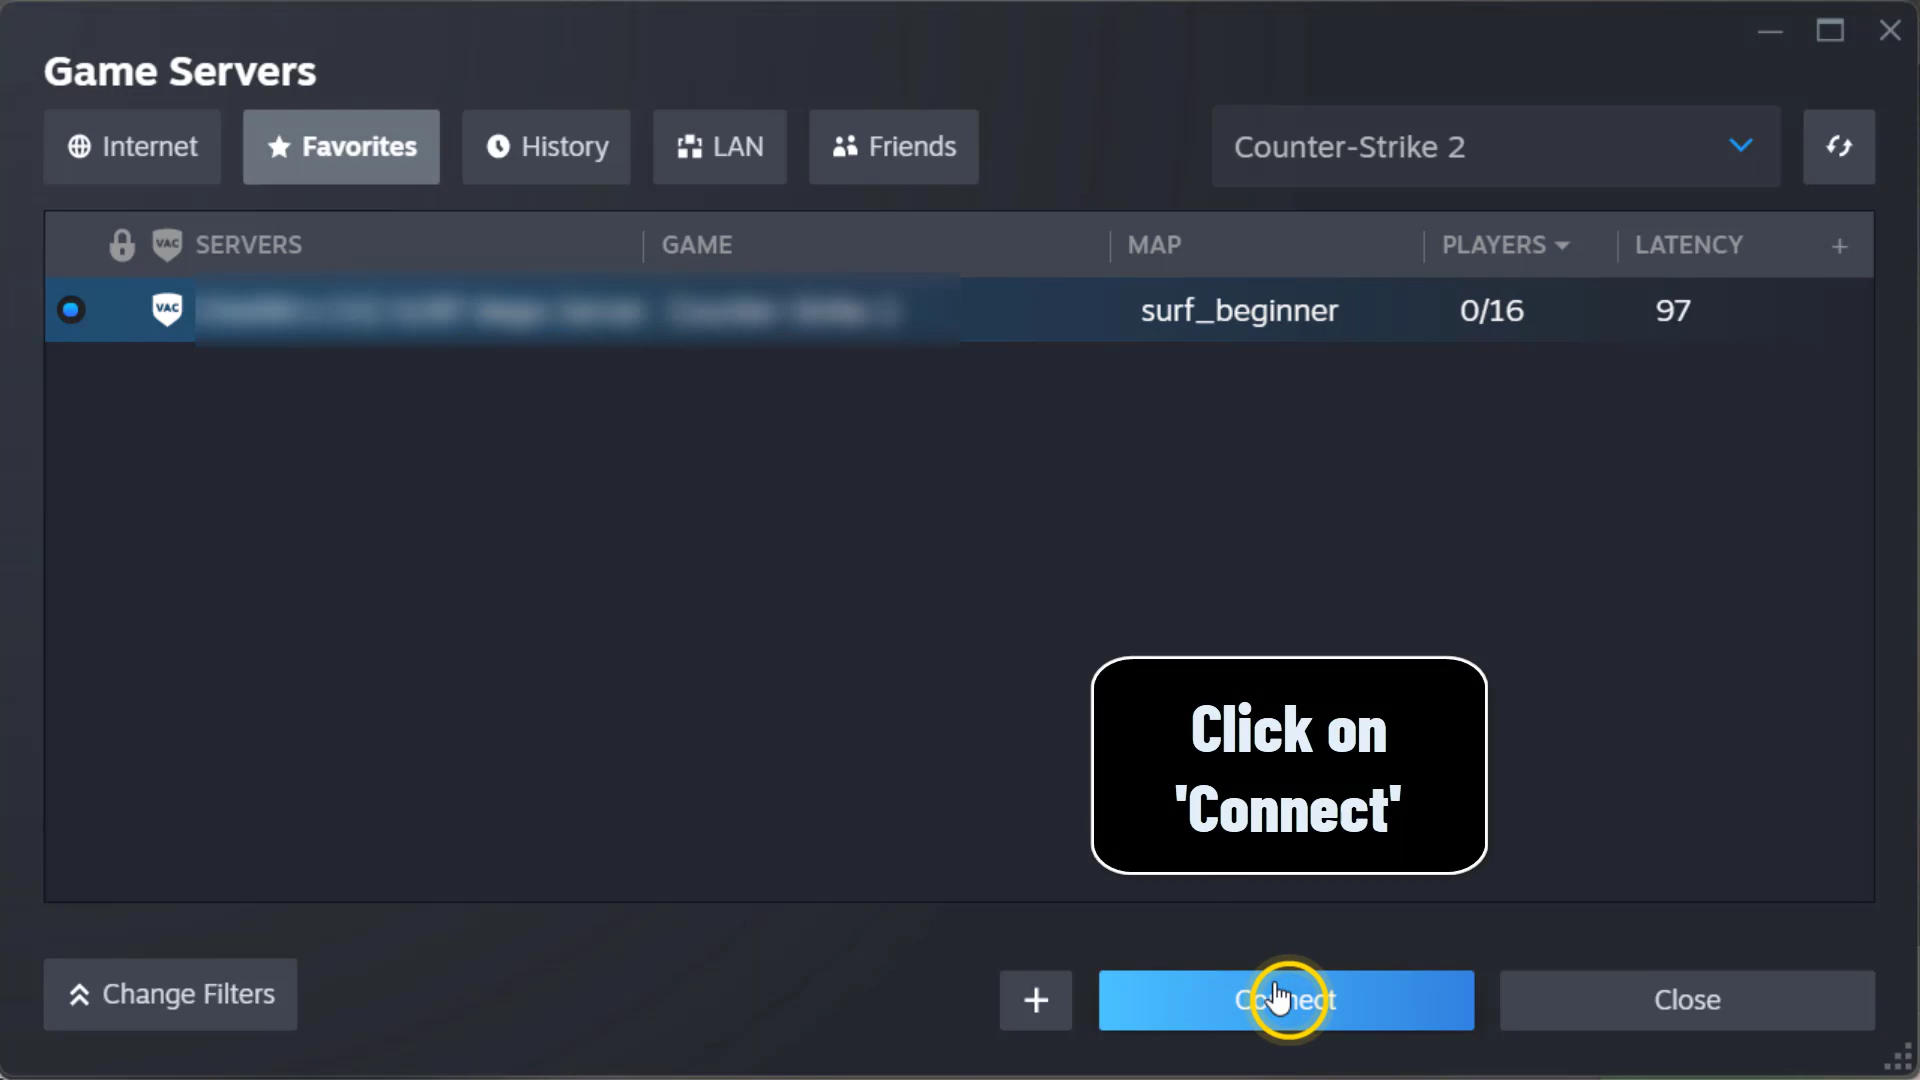 Game Servers
Internet
Favorites
History
LAN
Friends
Counter-Strike 2
VAC SERVERS GAME MAP PLAYERS LATENCY +
VAC surf_beginner 0/16 97
Click on
'Connect'
Change Filters
+
Connect
Close